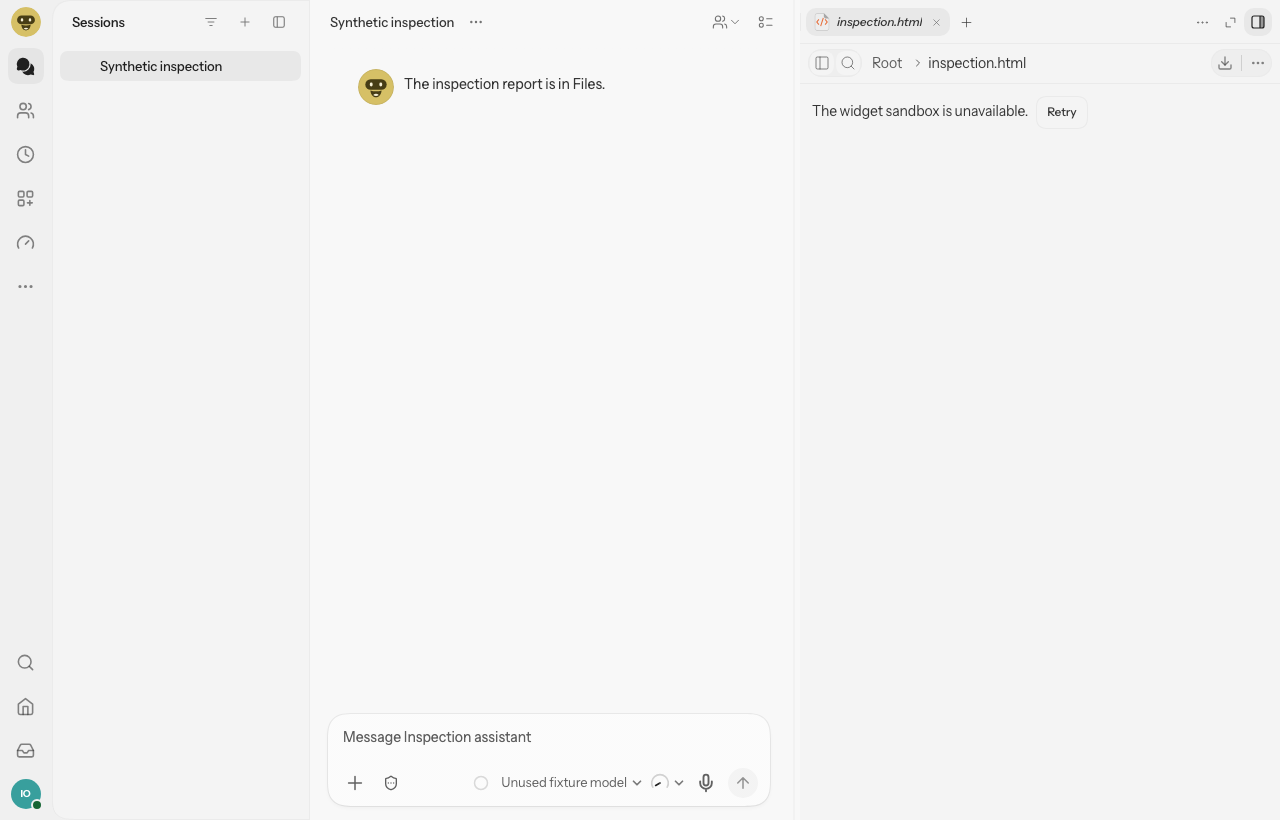 Sessions
Synthetic inspection
Synthetic inspection
The inspection report is in Files.
Message Inspection assistant
Unused fixture model
inspection.html
Root
inspection.html
The widget sandbox is unavailable.
Retry
IO